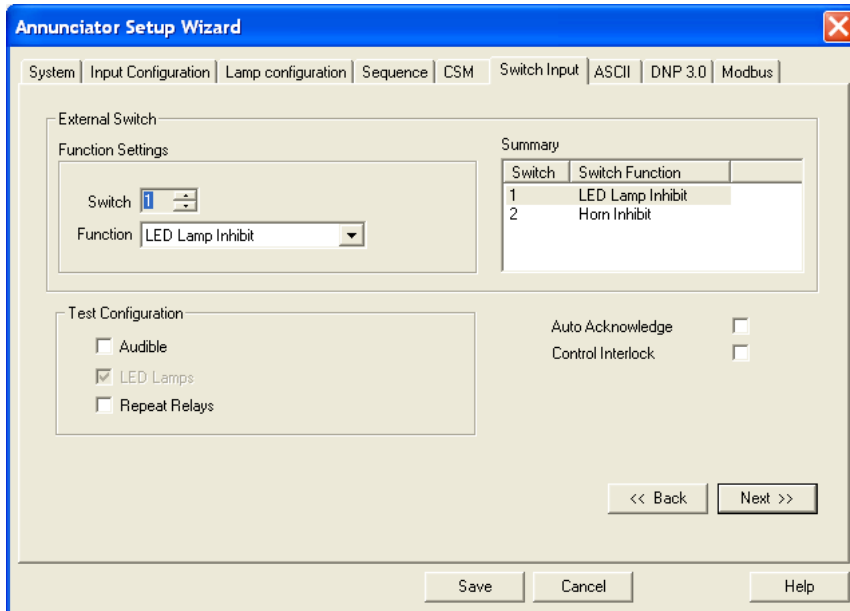 Annunciator Setup Wizard
System Input Configuration Lamp configuration Sequence CSM Switch Input ASCII DNP 3.0 Modbus
External Switch
Function Settings
Switch 1
Function LED Lamp Inhibit
Summary
Switch Switch Function
1 LED Lamp Inhibit
2 Horn Inhibit
Test Configuration
Audible
LED Lamps
Repeat Relays
Auto Acknowledge
Control Interlock
<< Back Next >>
Save Cancel Help